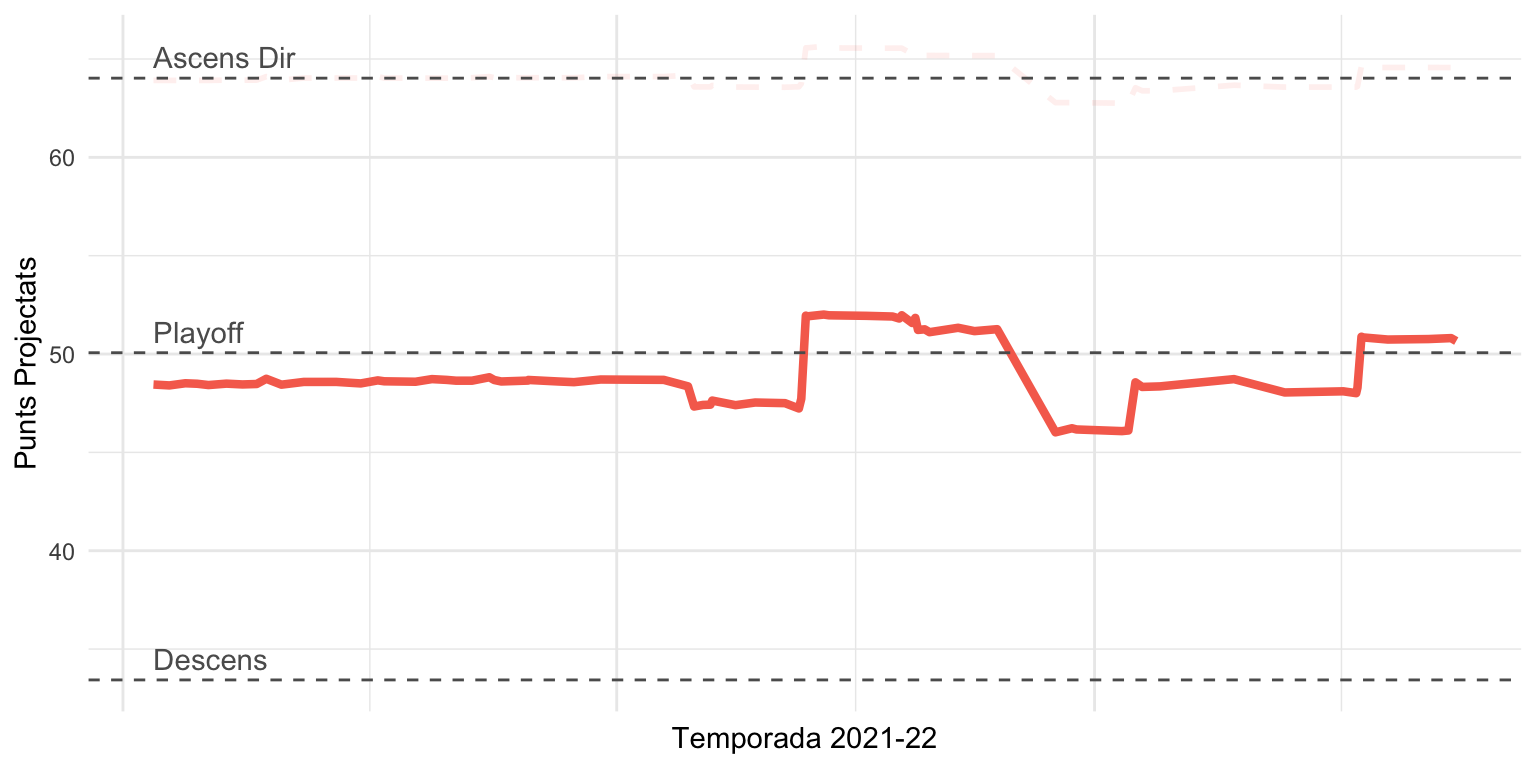 Ascens Dir
60
Playoff
50
Punts Projectats
40
Descens
Temporada 2021-22